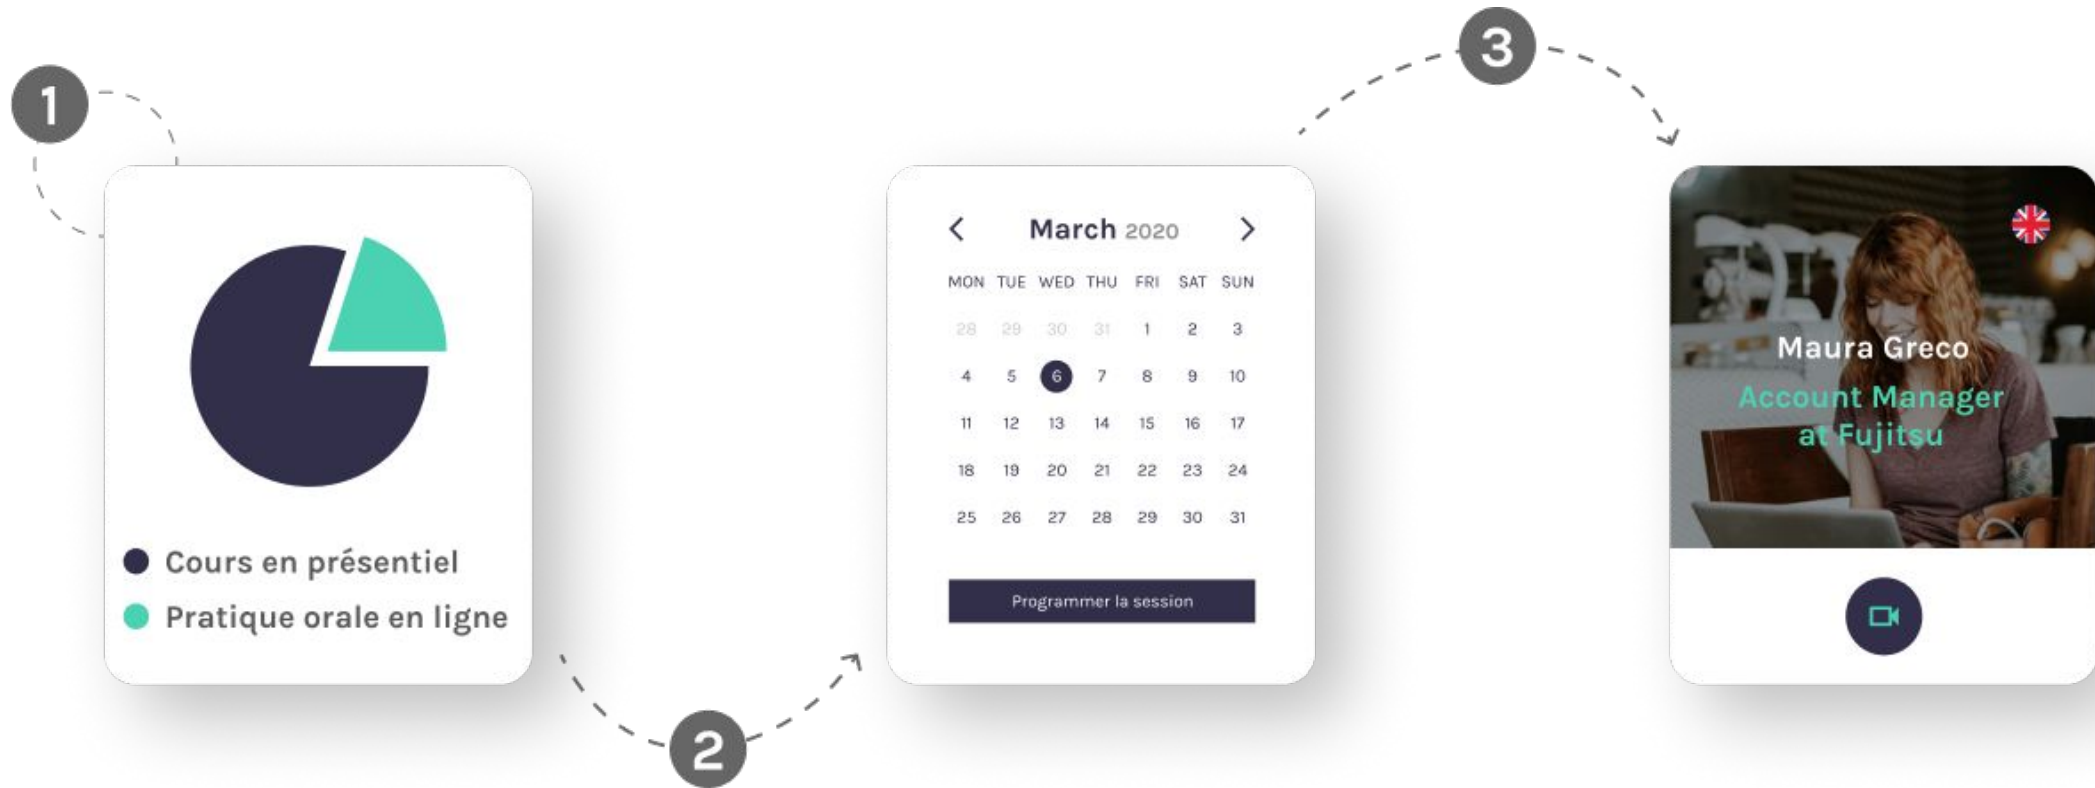 1
Cours en présentiel
Pratique orale en ligne
2
March 2020
MON TUE WED THU FRI SAT SUN
28 29 30 31 1 2 3
4 5 6 7 8 9 10
11 12 13 14 15 16 17
18 19 20 21 22 23 24
25 26 27 28 29 30 31
Programmer la session
3
Maura Greco
Account Manager
at Fujitsu